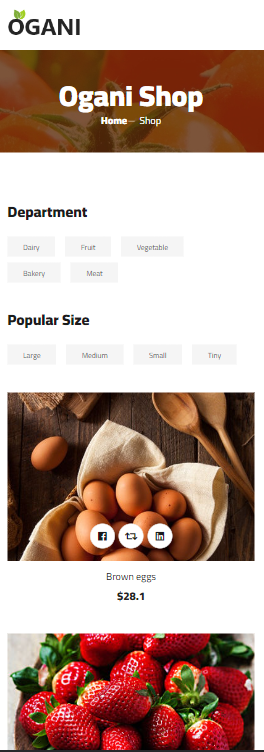 OGANI
Ogani Shop
Home— Shop
Department
Dairy Fruit Vegetable
Bakery Meat
Popular Size
Large Medium Small Tiny
Brown eggs
$28.1